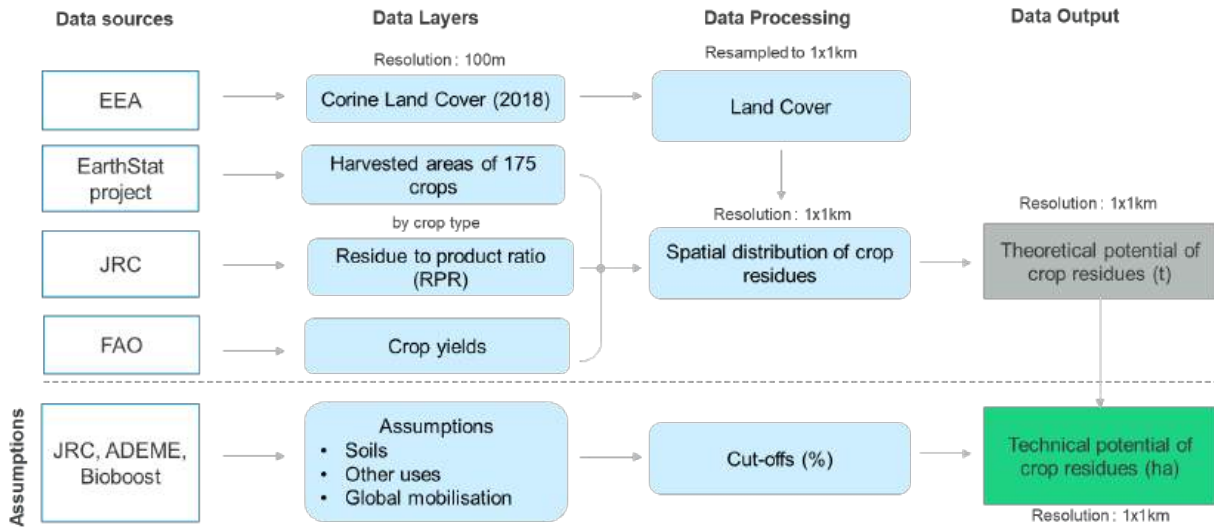 Data sources
Data Layers
Data Processing
Data Output
Resolution : 100m
Resampled to 1x1km
EEA
Corine Land Cover (2018)
Land Cover
EarthStat
project
Harvested areas of 175
crops
by crop type
Resolution : 1x1km
Resolution : 1x1km
JRC
Residue to product ratio
(RPR)
Spatial distribution of crop
residues
Theoretical potential of
crop residues (t)
FAO
Crop yields
Assumptions
JRC, ADEME,
Bioboost
Assumptions
• Soils
• Other uses
• Global mobilisation
Cut-offs (%)
Technical potential of
crop residues (ha)
Resolution : 1x1km